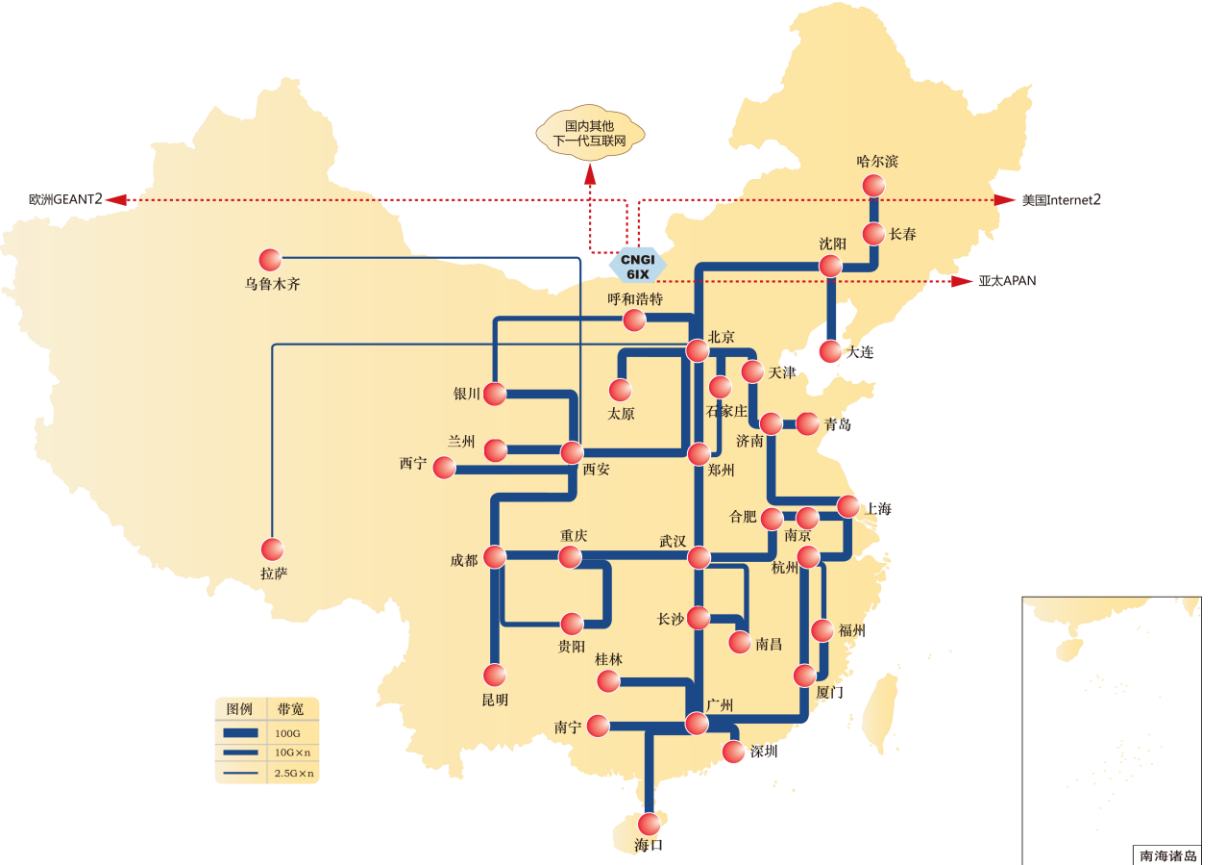 国内其他
下一代互联网
哈尔滨
欧洲GEANT2
美国Internet2
长春
沈阳
CNGI
6IX
乌鲁木齐
亚太APAN
呼和浩特
北京
大连
天津
银川
太原
石家庄
青岛
济南
兰州
西宁
西安
郑州
上海
合肥
南京
重庆
武汉
成都
杭州
拉萨
长沙
福州
贵阳
南昌
桂林
昆明
厦门
广州
南宁
深圳
图例 带宽
100G
10G×n
2.5G×n
海口
南海诸岛